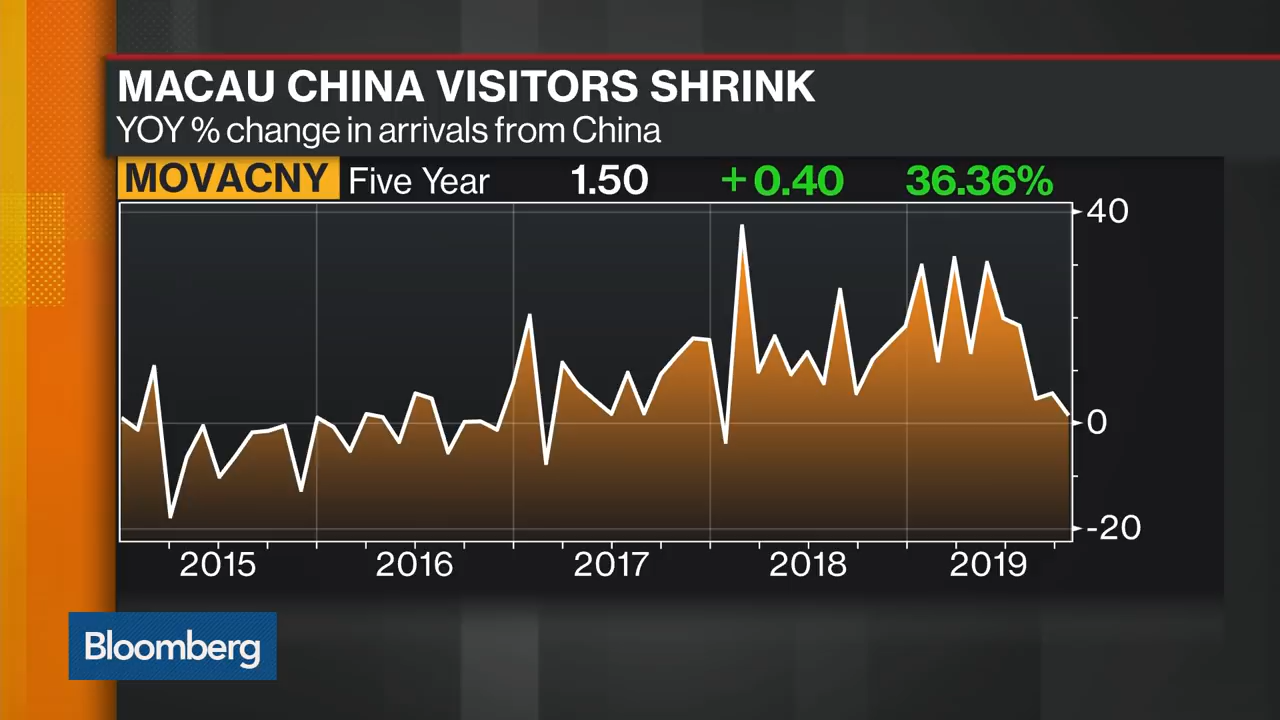 MACAU CHINA VISITORS SHRINK
YOY % change in arrivals from China
MOVACNY Five Year 1.50 +0.40 36.36%
40
0
-20
2015 2016 2017 2018 2019
Bloomberg